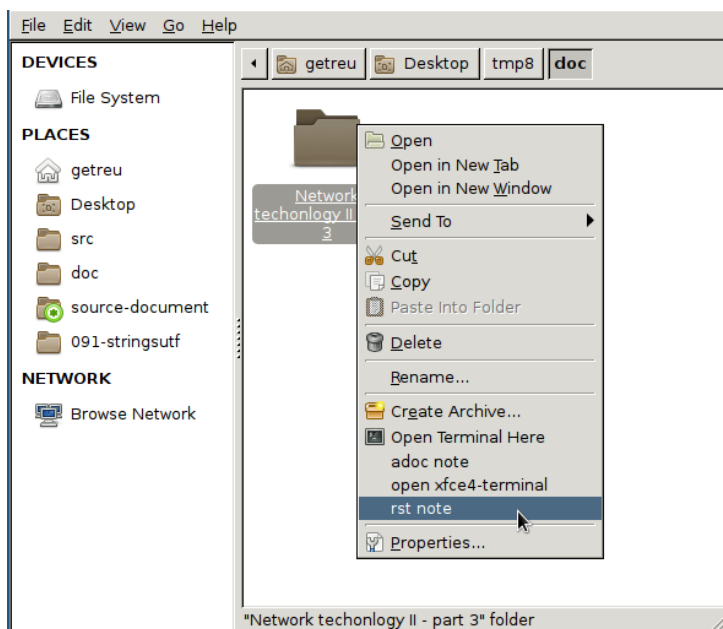 File Edit View Go Help
DEVICES
File System
PLACES
getreu
Desktop
src
doc
source-document
091-stringsutf
NETWORK
Browse Network
getreu Desktop tmp8 doc
Network
techonlogy II
3
Open
Open in New Tab
Open in New Window
Send To
Cut
Copy
Paste Into Folder
Delete
Rename...
Create Archive...
Open Terminal Here
adoc note
open xfce4-terminal
rst note
Properties...
"Network techonlogy II - part 3" folder